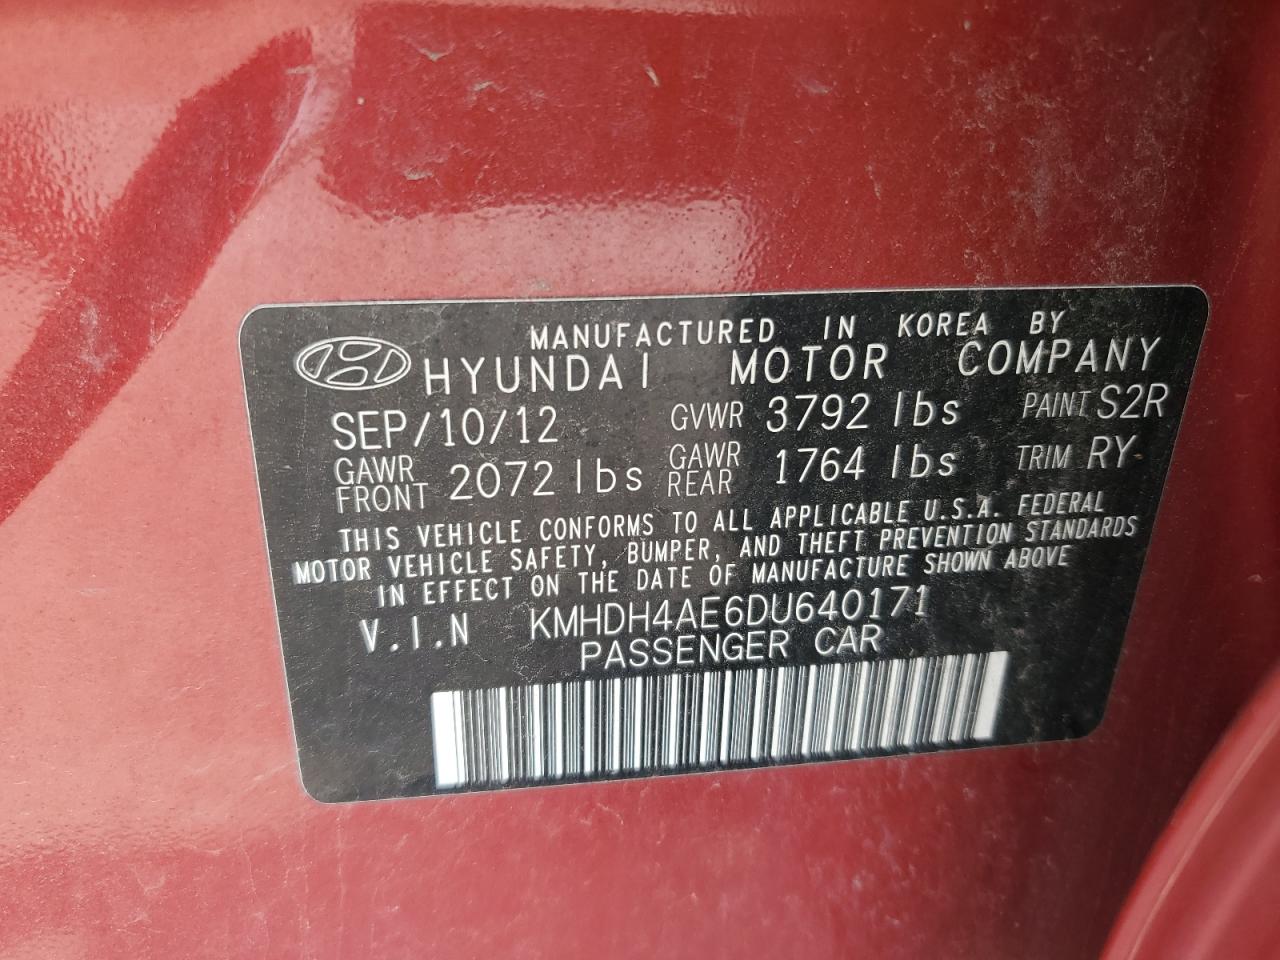 MANUFACTURED IN KOREA BY
HYUNDAI MOTOR COMPANY
SEP/10/12 GVWR 3792 lbs PAINT S2R
GAWR FRONT 2072 lbs GAWR REAR 1764 lbs TRIM RY
THIS VEHICLE CONFORMS TO ALL APPLICABLE U.S.A. FEDERAL
MOTOR VEHICLE SAFETY, BUMPER, AND THEFT PREVENTION STANDARDS
IN EFFECT ON THE DATE OF MANUFACTURE SHOWN ABOVE
V.I.N KMHDH4AE6DU640171
PASSENGER CAR